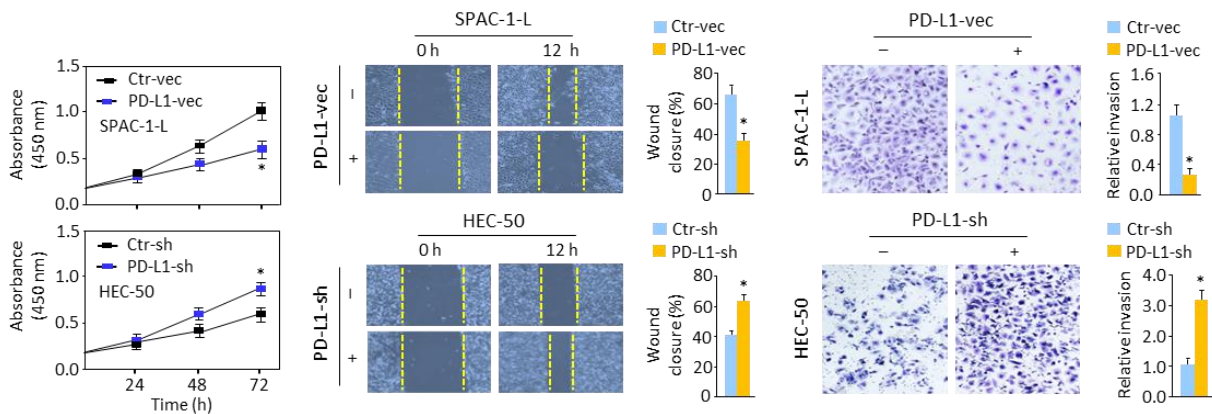 Absorbance
(450 nm)
1.5
1.0
0.5
0.0
Ctr-vec
PD-L1-vec
SPAC-1-L
*
SPAC-1-L
0 h
12 h
PD-L1-vec
–
+
Ctr-vec
PD-L1-vec
Wound
closure (%)
80
60
40
20
0
*
PD-L1-vec
–
+
SPAC-1-L
Ctr-vec
PD-L1-vec
Relative invasion
1.5
1.2
0.9
0.6
0.3
0
*
Absorbance
(450 nm)
1.5
1.0
0.5
0.0
Ctr-sh
PD-L1-sh
HEC-50
*
24
48
72
Time (h)
HEC-50
0 h
12 h
PD-L1-sh
–
+
Ctr-sh
PD-L1-sh
Wound
closure (%)
80
60
40
20
0
*
PD-L1-sh
–
+
HEC-50
Ctr-sh
PD-L1-sh
Relative invasion
4.0
3.0
2.0
1.0
0
*